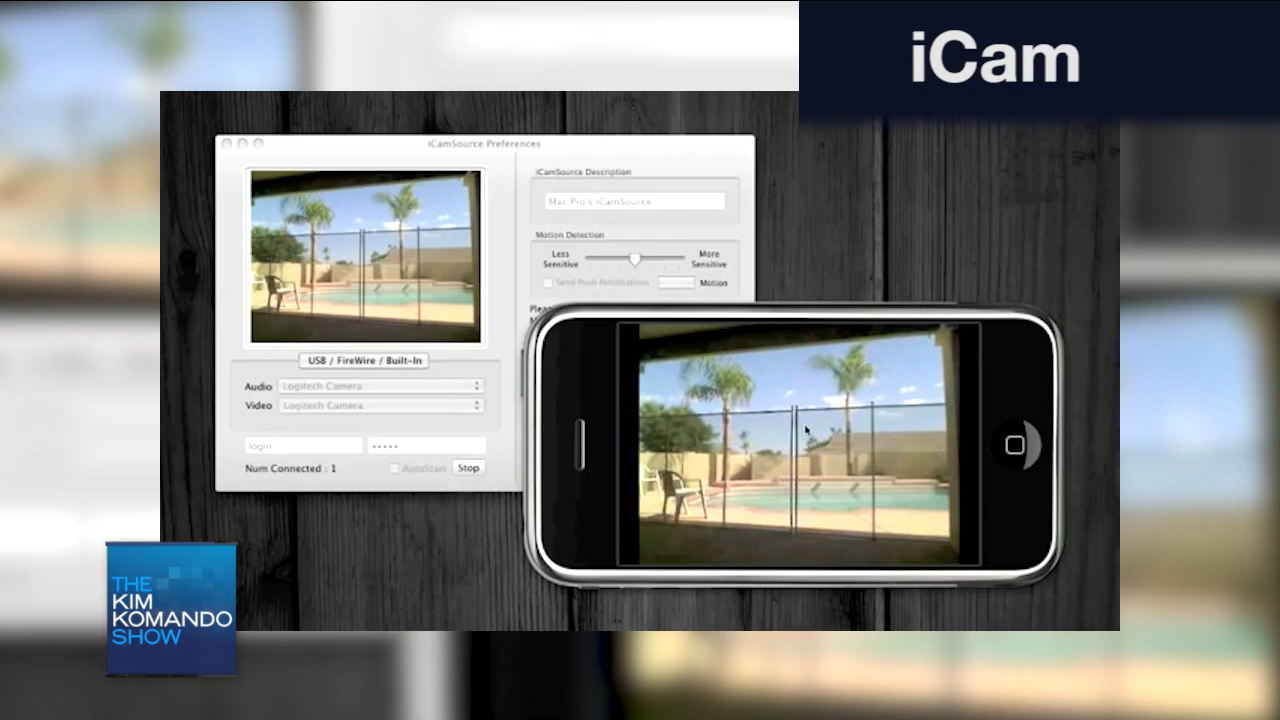 iCam
iCamSource Preferences
iCamSource Description
Mac Pro's iCamSource
Motion Detection
Less
Sensitive
More
Sensitive
Send Push Notifications
Motion
USB / FireWire / Built-In
Audio
Logitech Camera
Video
Logitech Camera
login
•••••
Num Connected : 1
AutoStart
Stop
THE
KIM
KOMANDO
SHOW